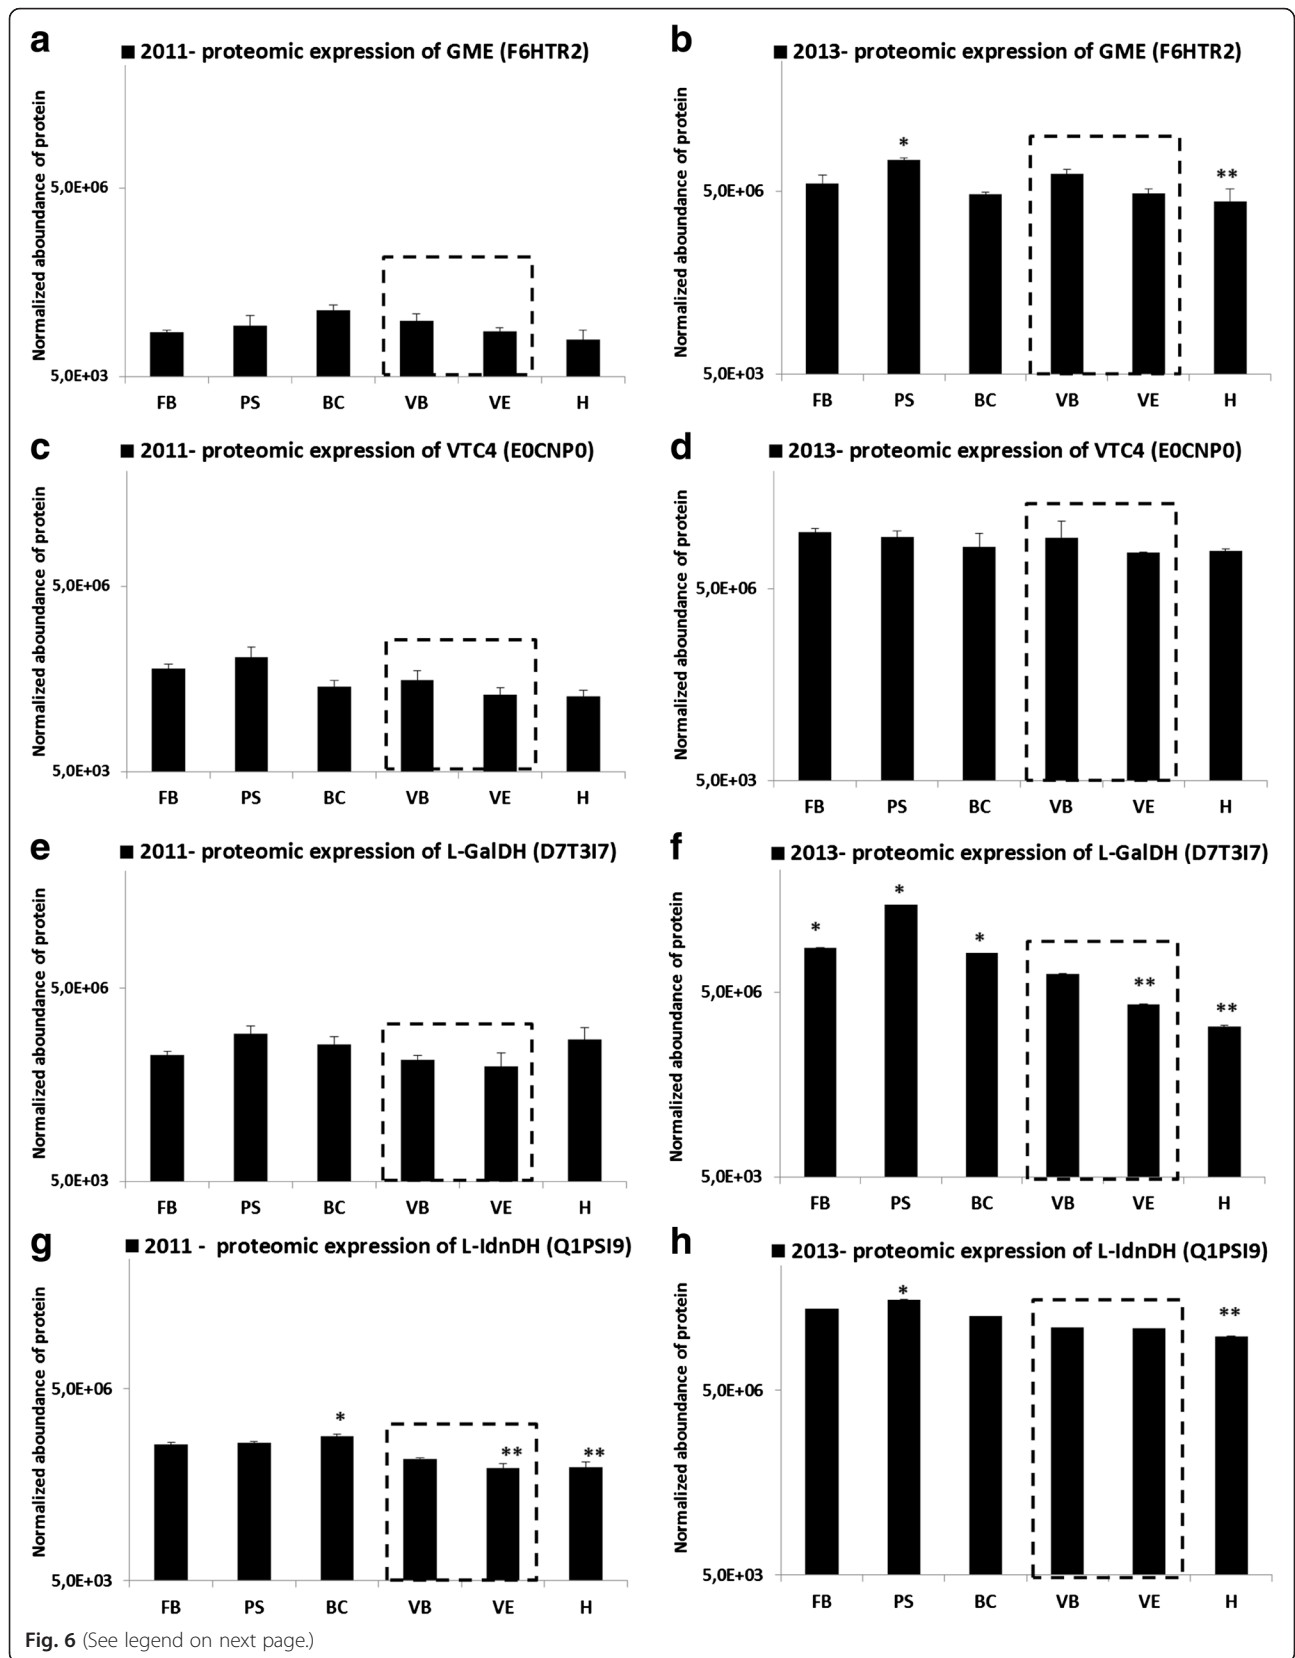 a
2011- proteomic expression of GME (F6HTR2)
Normalized aboundance of protein
5,0E+06
5,0E+03
FB PS BC VB VE H
b
2013- proteomic expression of GME (F6HTR2)
Normalized aboundance of protein
*
**
5,0E+06
5,0E+03
FB PS BC VB VE H
c
2011- proteomic expression of VTC4 (E0CNP0)
Normalized aboundance of protein
5,0E+06
5,0E+03
FB PS BC VB VE H
d
2013- proteomic expression of VTC4 (E0CNP0)
Normalized aboundance of protein
5,0E+06
5,0E+03
FB PS BC VB VE H
e
2011- proteomic expression of L-GalDH (D7T3I7)
Normalized aboundance of protein
5,0E+06
5,0E+03
FB PS BC VB VE H
f
2013- proteomic expression of L-GalDH (D7T3I7)
Normalized aboundance of protein
*
*
*
**
**
5,0E+06
5,0E+03
FB PS BC VB VE H
g
2011 - proteomic expression of L-IdnDH (Q1PSI9)
Normalized aboundance of protein
5,0E+06
*
**
**
5,0E+03
FB PS BC VB VE H
h
2013- proteomic expression of L-IdnDH (Q1PSI9)
Normalized aboundance of protein
*
**
5,0E+06
5,0E+03
FB PS BC VB VE H
Fig. 6 (See legend on next page.)